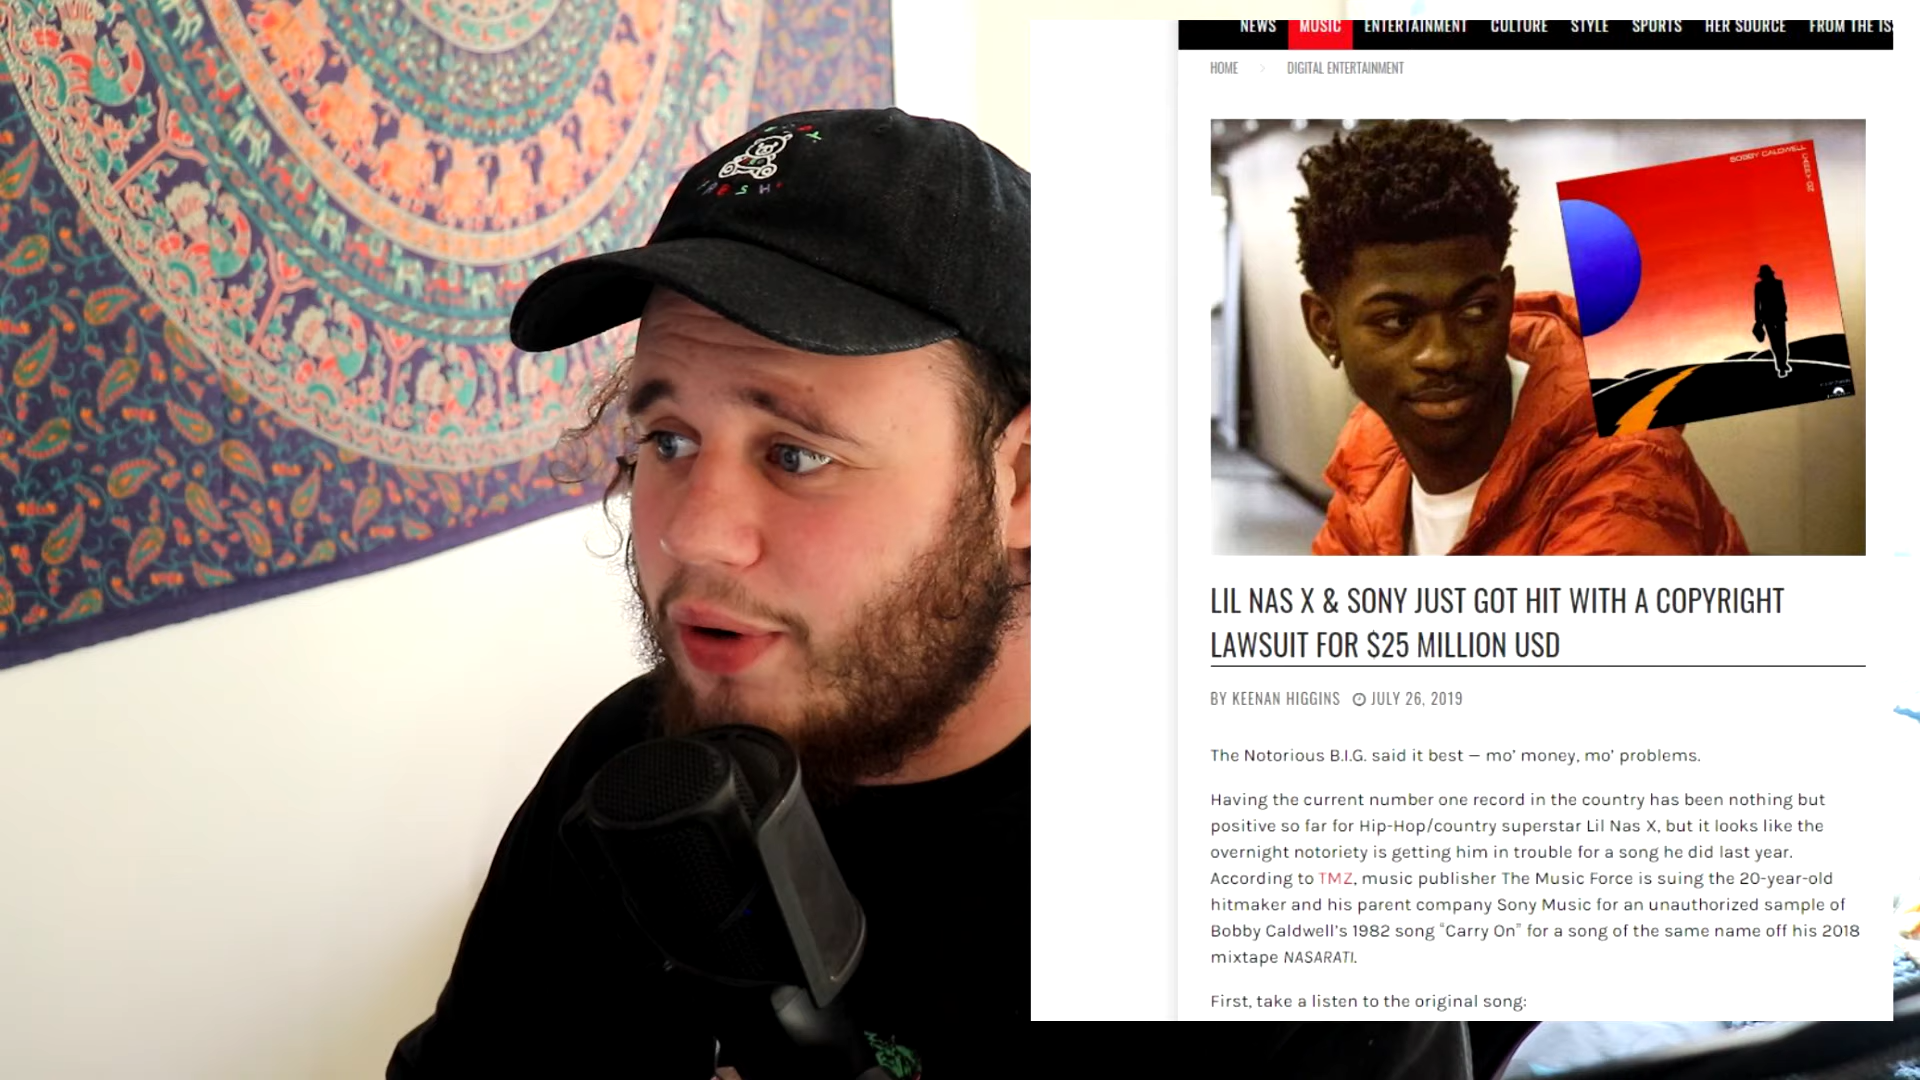 NEWS MUSIC ENTERTAINMENT CULTURE STYLE SPORTS HER SOURCE FROM THE IS
HOME > DIGITAL ENTERTAINMENT
BOBBY CALDWELL
CARRY ON
LIL NAS X & SONY JUST GOT HIT WITH A COPYRIGHT
LAWSUIT FOR $25 MILLION USD
BY KEENAN HIGGINS JULY 26, 2019
The Notorious B.I.G. said it best – mo’ money, mo’ problems.
Having the current number one record in the country has been nothing but
positive so far for Hip-Hop/country superstar Lil Nas X, but it looks like the
overnight notoriety is getting him in trouble for a song he did last year.
According to TMZ, music publisher The Music Force is suing the 20-year-old
hitmaker and his parent company Sony Music for an unauthorized sample of
Bobby Caldwell’s 1982 song “Carry On” for a song of the same name off his 2018
mixtape NASARATI.
First, take a listen to the original song: